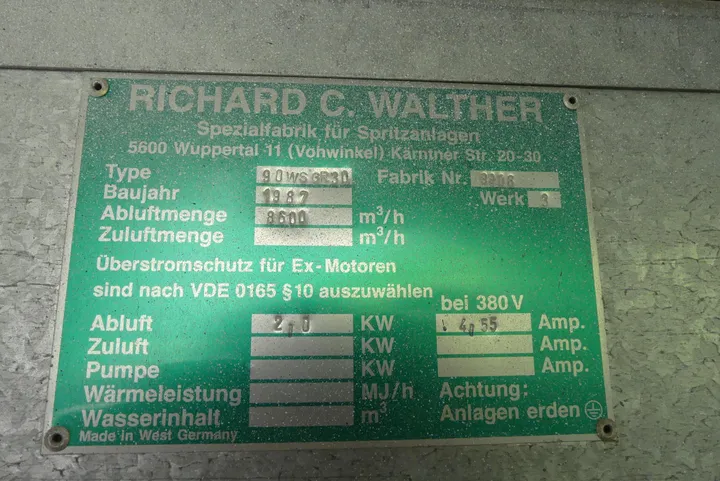 RICHARD C. WALTHER
Spezialfabrik für Spritzanlagen
5600 Wuppertal 11 (Vohwinkel) Kärntner Str. 20-30
Type 90WSGR30 Fabrik Nr.
Baujahr 1987 Werk 3
Abluftmenge 8600 m³/h
Zuluftmenge m³/h
Überstromschutz für Ex-Motoren
sind nach VDE 0165 §10 auszuwählen
bei 380 V
Abluft 2,0 KW 4,55 Amp.
Zuluft KW Amp.
Pumpe KW Amp.
Wärmeleistung MJ/h Achtung:
Wasserinhalt m³ Anlagen erden
Made in West Germany